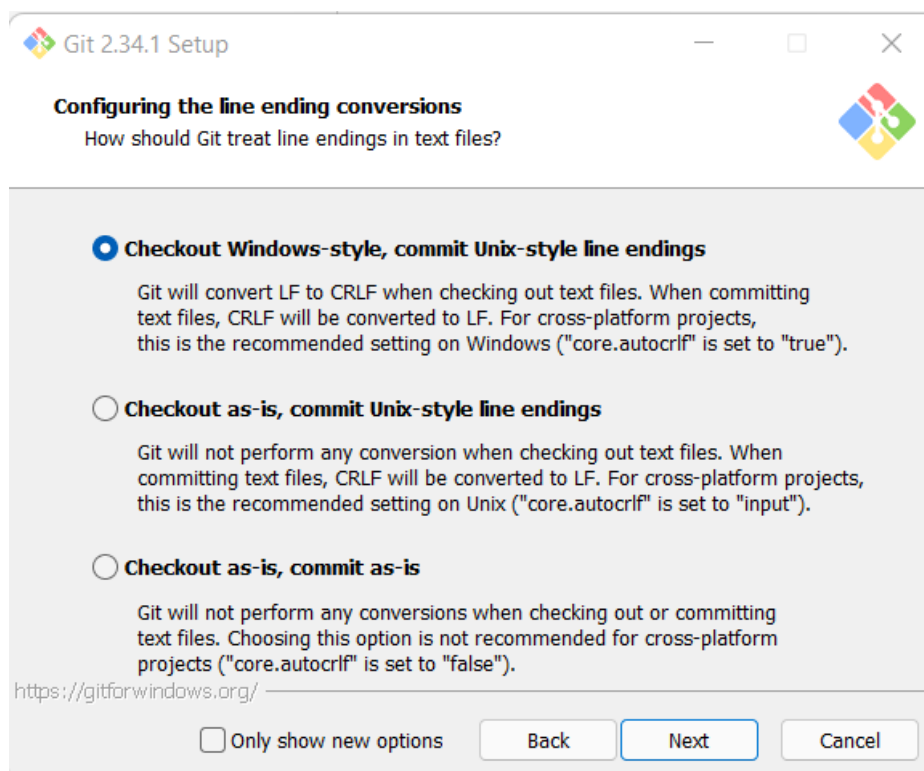 Git 2.34.1 Setup
Configuring the line ending conversions
How should Git treat line endings in text files?
Checkout Windows-style, commit Unix-style line endings
Git will convert LF to CRLF when checking out text files. When committing
text files, CRLF will be converted to LF. For cross-platform projects,
this is the recommended setting on Windows ("core.autocrlf" is set to "true").
Checkout as-is, commit Unix-style line endings
Git will not perform any conversion when checking out text files. When
committing text files, CRLF will be converted to LF. For cross-platform projects,
this is the recommended setting on Unix ("core.autocrlf" is set to "input").
Checkout as-is, commit as-is
Git will not perform any conversions when checking out or committing
text files. Choosing this option is not recommended for cross-platform
projects ("core.autocrlf" is set to "false").
https://gitforwindows.org/
Only show new options Back Next Cancel